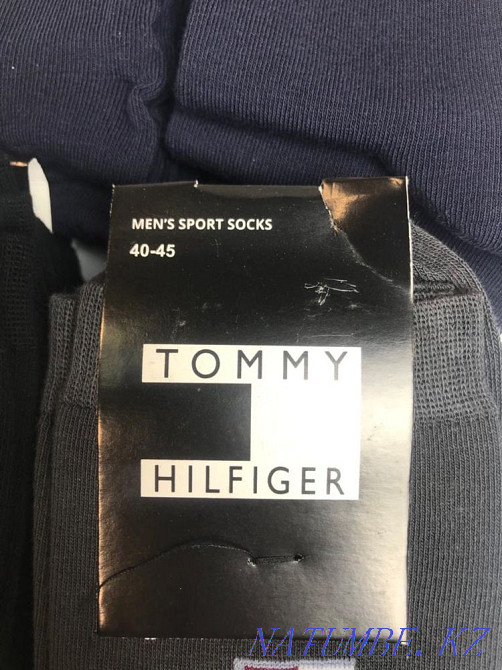 MEN'S SPORT SOCKS
40-45
TOMMY
HILFIGER
NATUMBE.KZ